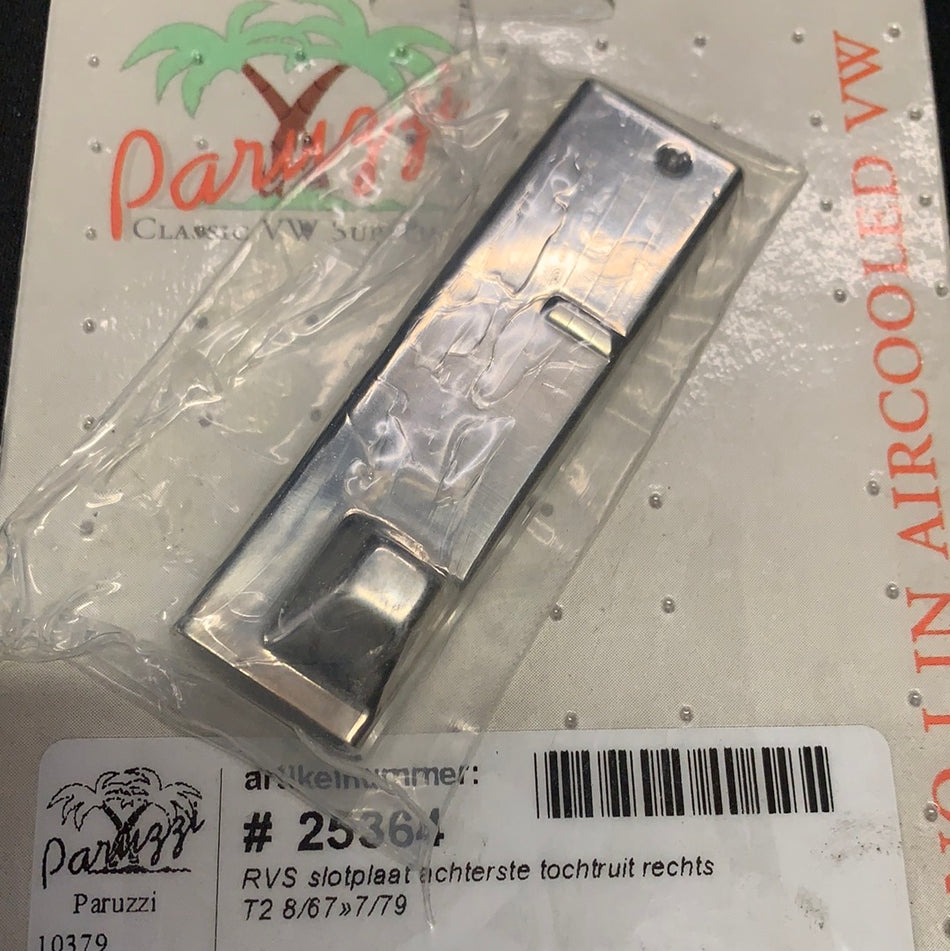 Paruzzi
CLASSIC VW
IN AIRCOOLED VW
artikelnummer:
# 25364
RVS slotplaat achterste tochtruit rechts
T2 8/67»7/79
Paruzzi
Paruzzi
10379